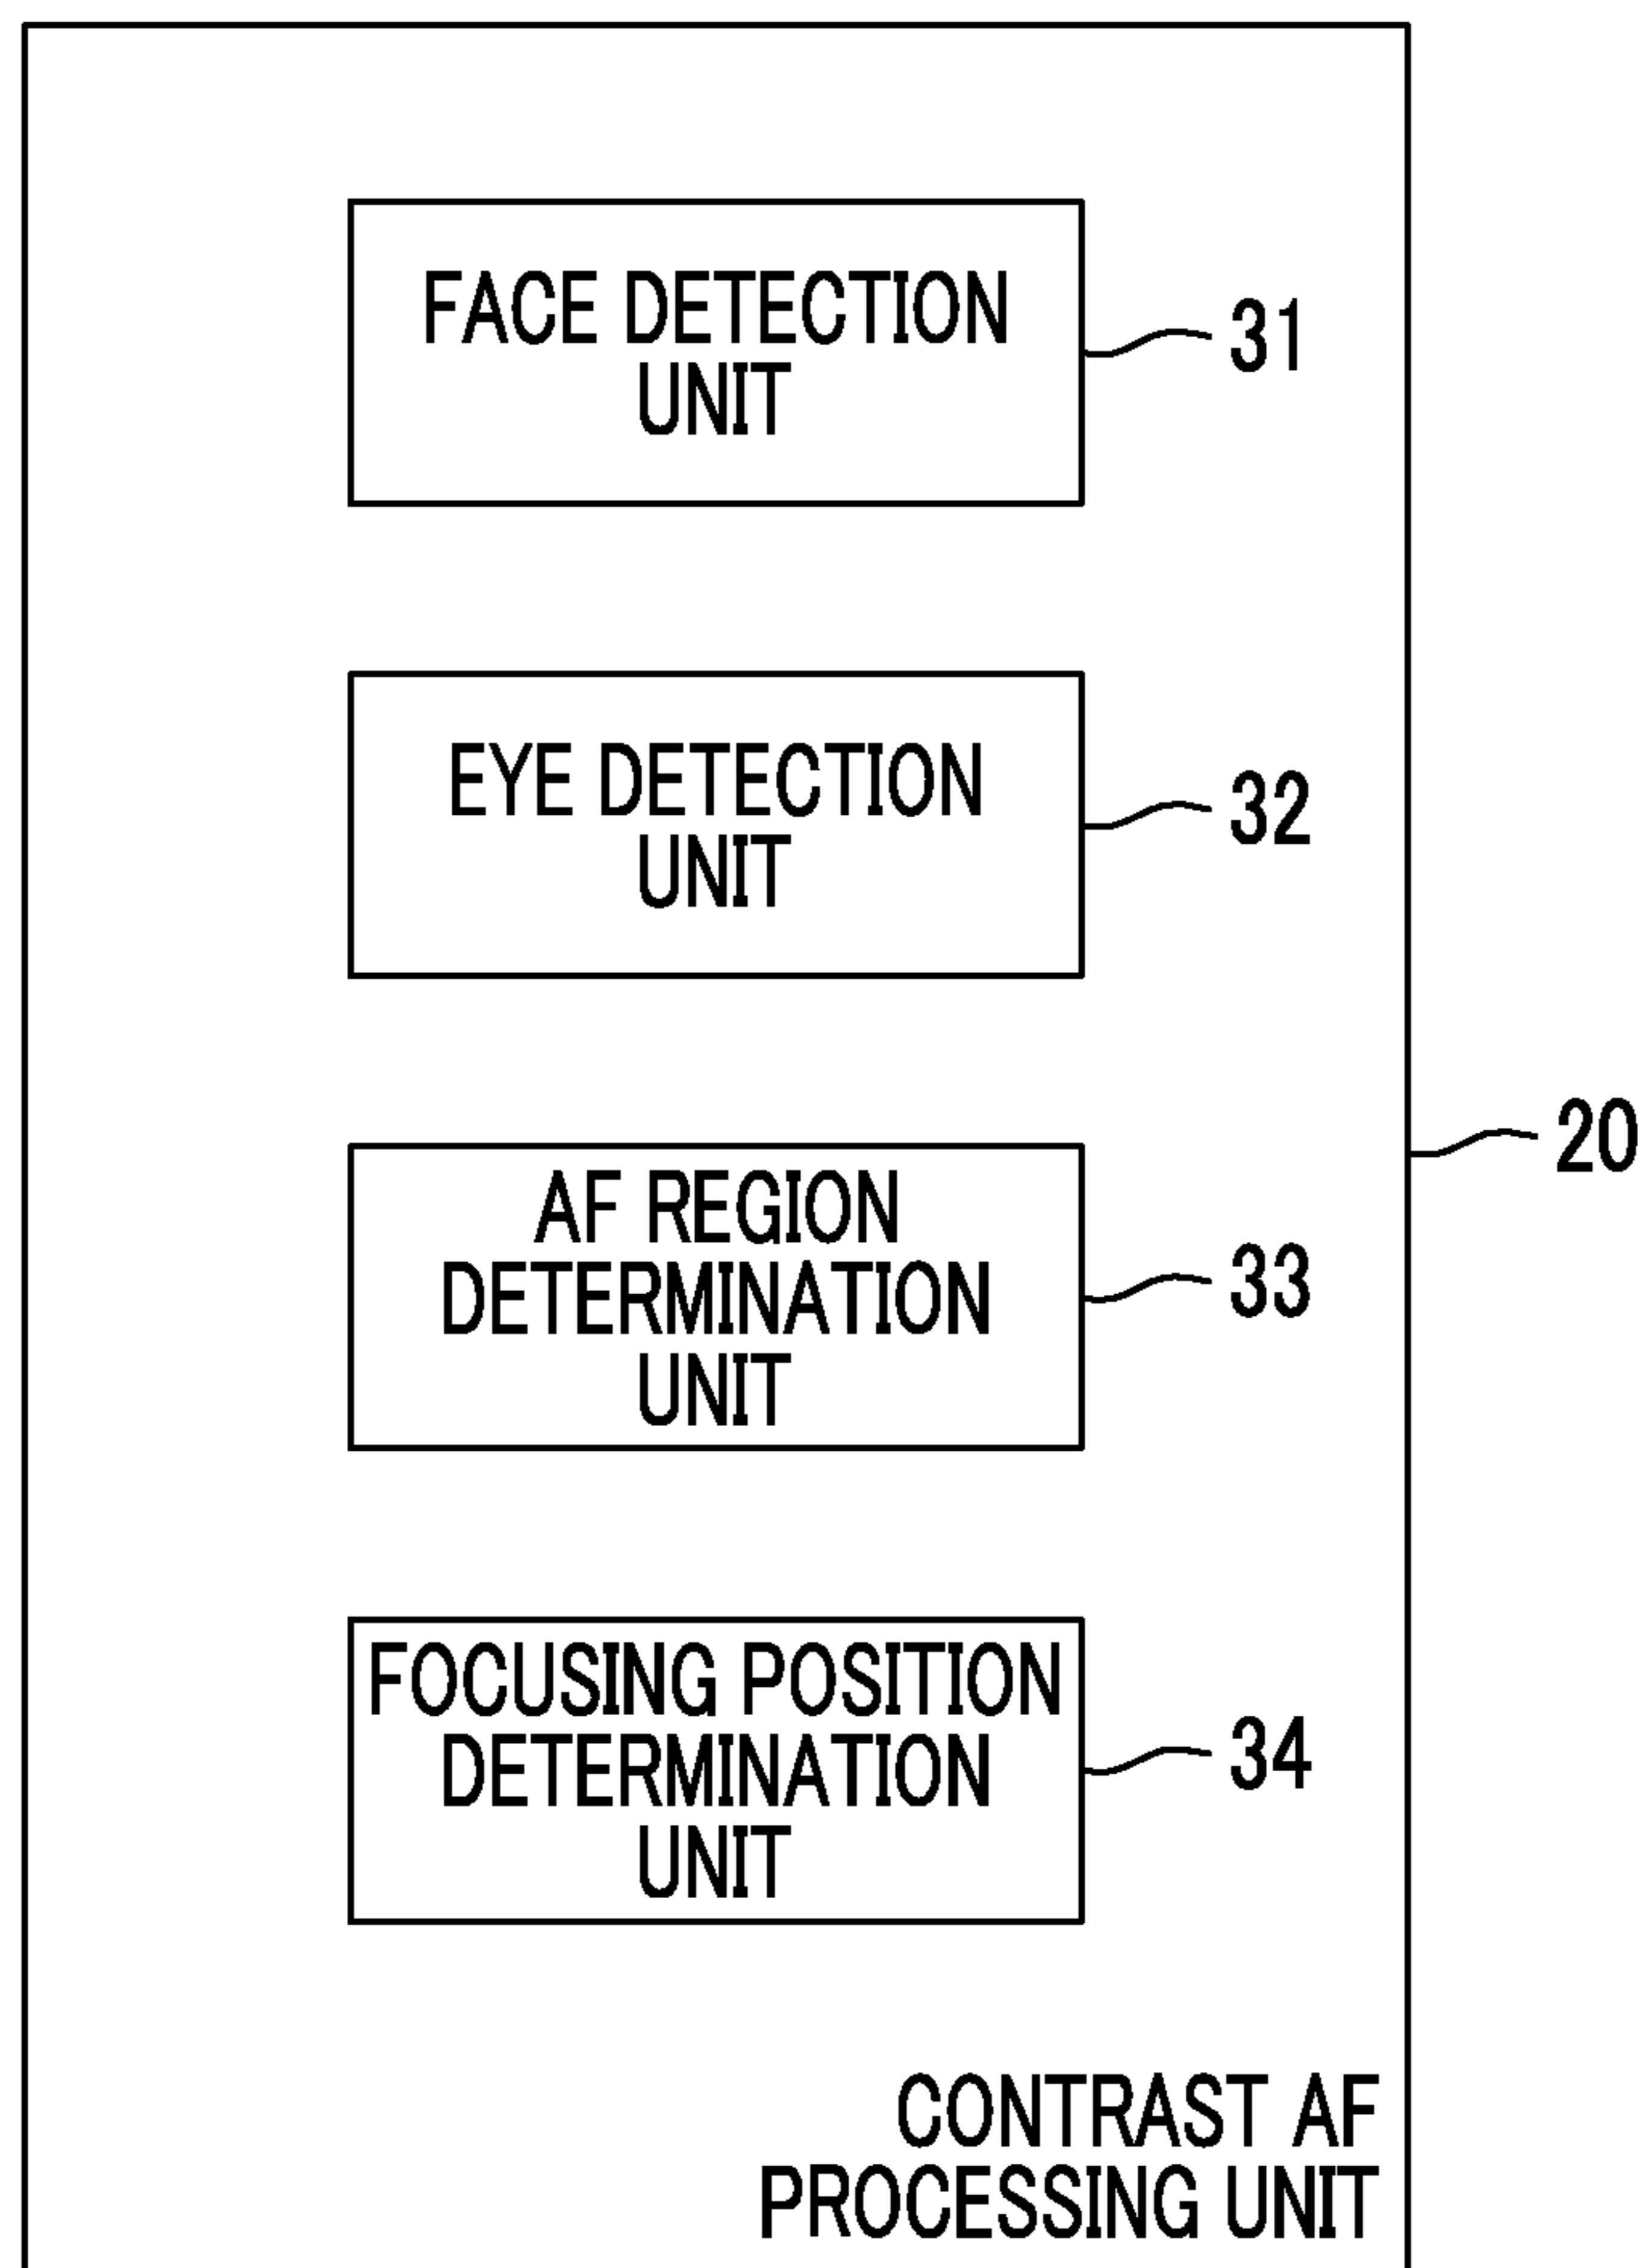 FACE DETECTION
UNIT
31
EYE DETECTION
UNIT
32
AF REGION
DETERMINATION
UNIT
33
20
FOCUSING POSITION
DETERMINATION
UNIT
34
CONTRAST AF
PROCESSING UNIT